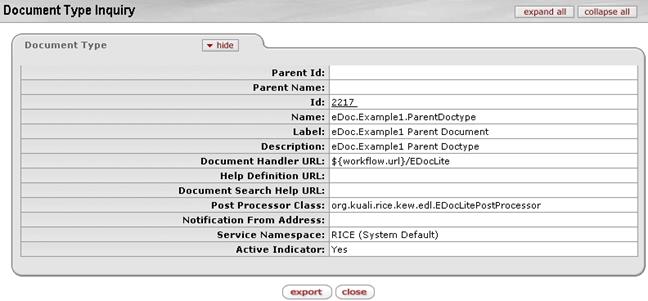 Document Type Inquiry
expand all collapse all
Document Type hide
Parent Id:
Parent Name:
Id: 2217
Name: eDoc.Example1.ParentDoctype
Label: eDoc.Example1 Parent Document
Description: eDoc.Example1 Parent Doctype
Document Handler URL: ${workflow.url}/EDocLite
Help Definition URL:
Document Search Help URL:
Post Processor Class: org.kuali.rice.kew.edl.EDocLitePostProcessor
Notification From Address:
Service Namespace: RICE (System Default)
Active Indicator: Yes
export close